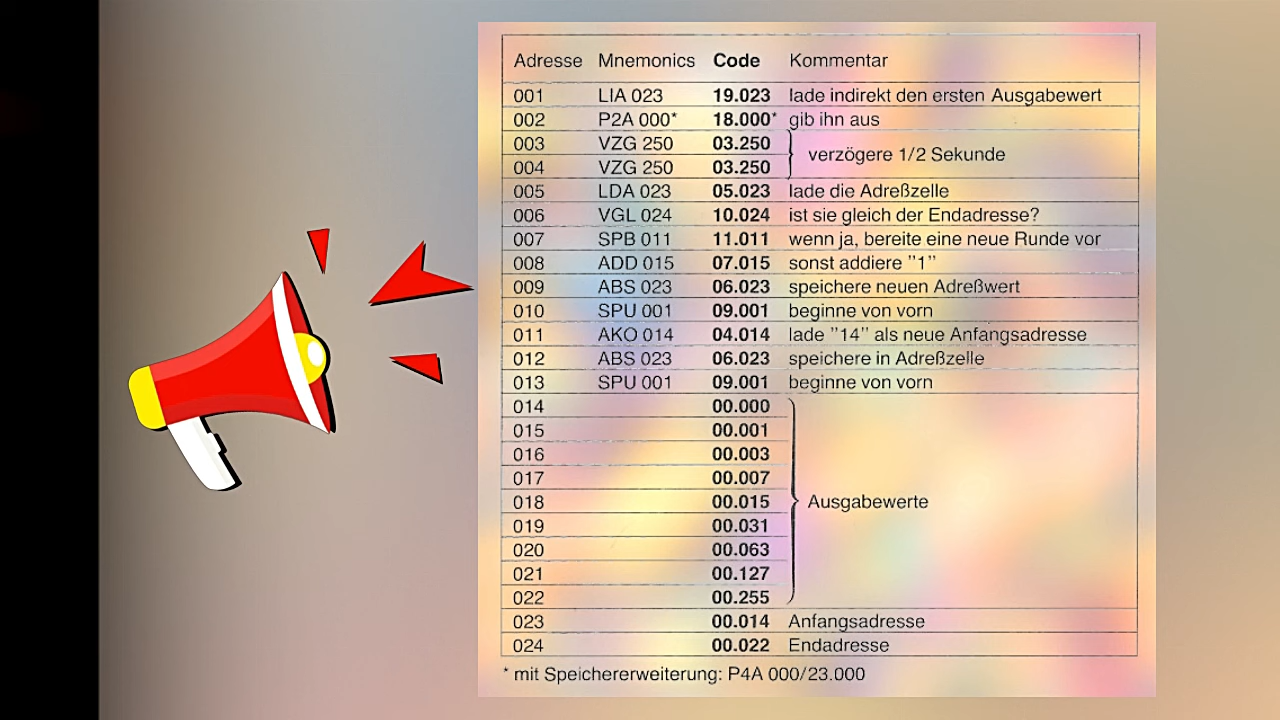 Adresse Mnemonics Code Kommentar
001 LIA 023 19.023 lade indirekt den ersten Ausgabewert
002 P2A 000* 18.000* gib ihn aus
003 VZG 250 03.250
verzögere 1/2 Sekunde
004 VZG 250 03.250
005 LDA 023 05.023 lade die Adreßzelle
006 VGL 024 10.024 ist sie gleich der Endadresse?
007 SPB 011 11.011 wenn ja, bereite eine neue Runde vor
008 ADD 015 07.015 sonst addiere "1"
009 ABS 023 06.023 speichere neuen Adreßwert
010 SPU 001 09.001 beginne von vorn
011 AKO 014 04.014 lade "14" als neue Anfangsadresse
012 ABS 023 06.023 speichere in Adreßzelle
013 SPU 001 09.001 beginne von vorn
014 00.000
015 00.001
016 00.003
017 00.007
018 00.015 Ausgabewerte
019 00.031
020 00.063
021 00.127
022 00.255
023 00.014 Anfangsadresse
024 00.022 Endadresse
* mit Speichererweiterung: P4A 000/23.000